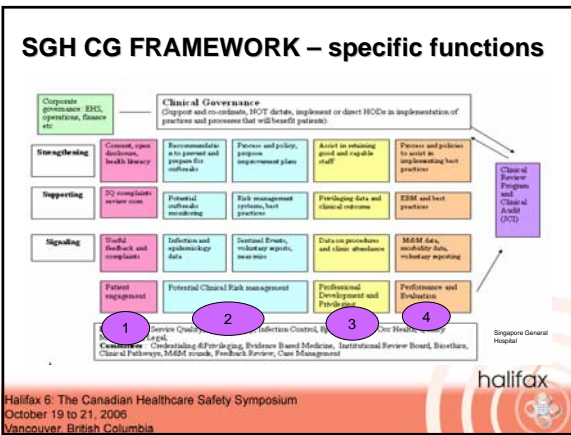 SGH CG FRAMEWORK – specific functions
Corporate
governance: EHS,
operations, finance
etc
Clinical Governance
(Support and co-ordinate, NOT dictate, implement or direct HODs in implementation of
practices and processes that will benefit patients).
Strengthening
Consent, open
disclosure,
health literacy
Recommendatio
n to prevent and
prepare for
outbreaks
Process and policy,
propose
improvement plans
Assist in retaining
good and capable
staff
Process and policies
to assist in
implementing best
practices
Clinical
Review
Program
and
Clinical
Audit
(JCI)
Supporting
SQ complaints
review
Potential
outbreaks
monitoring
Risk management
systems, best
practices
Privileging data and
clinical outcome
EBM and best
practices
Signaling
Useful
feedback and
complaints
Infection and
epidemiology
data
Sentinel Events,
voluntary reports,
near miss
Data on procedures
and clinic attendance
M&M data,
morbidity data,
voluntary reporting
Patient
engagement
Potential Clinical Risk management
Professional
Development and
Privileging
Performance and
Evaluation
1
2
3
4
Service Quality
Infection Control,
Occ Health,
Legal,
Credentialing &Privileging, Evidence Based Medicine, Institutional Review Board, Bioethics,
Clinical Pathways, M&M rounds, Feedback Review, Case Management
Singapore General
Hospital
halifax
Halifax 6: The Canadian Healthcare Safety Symposium
October 19 to 21, 2006
Vancouver, British Columbia